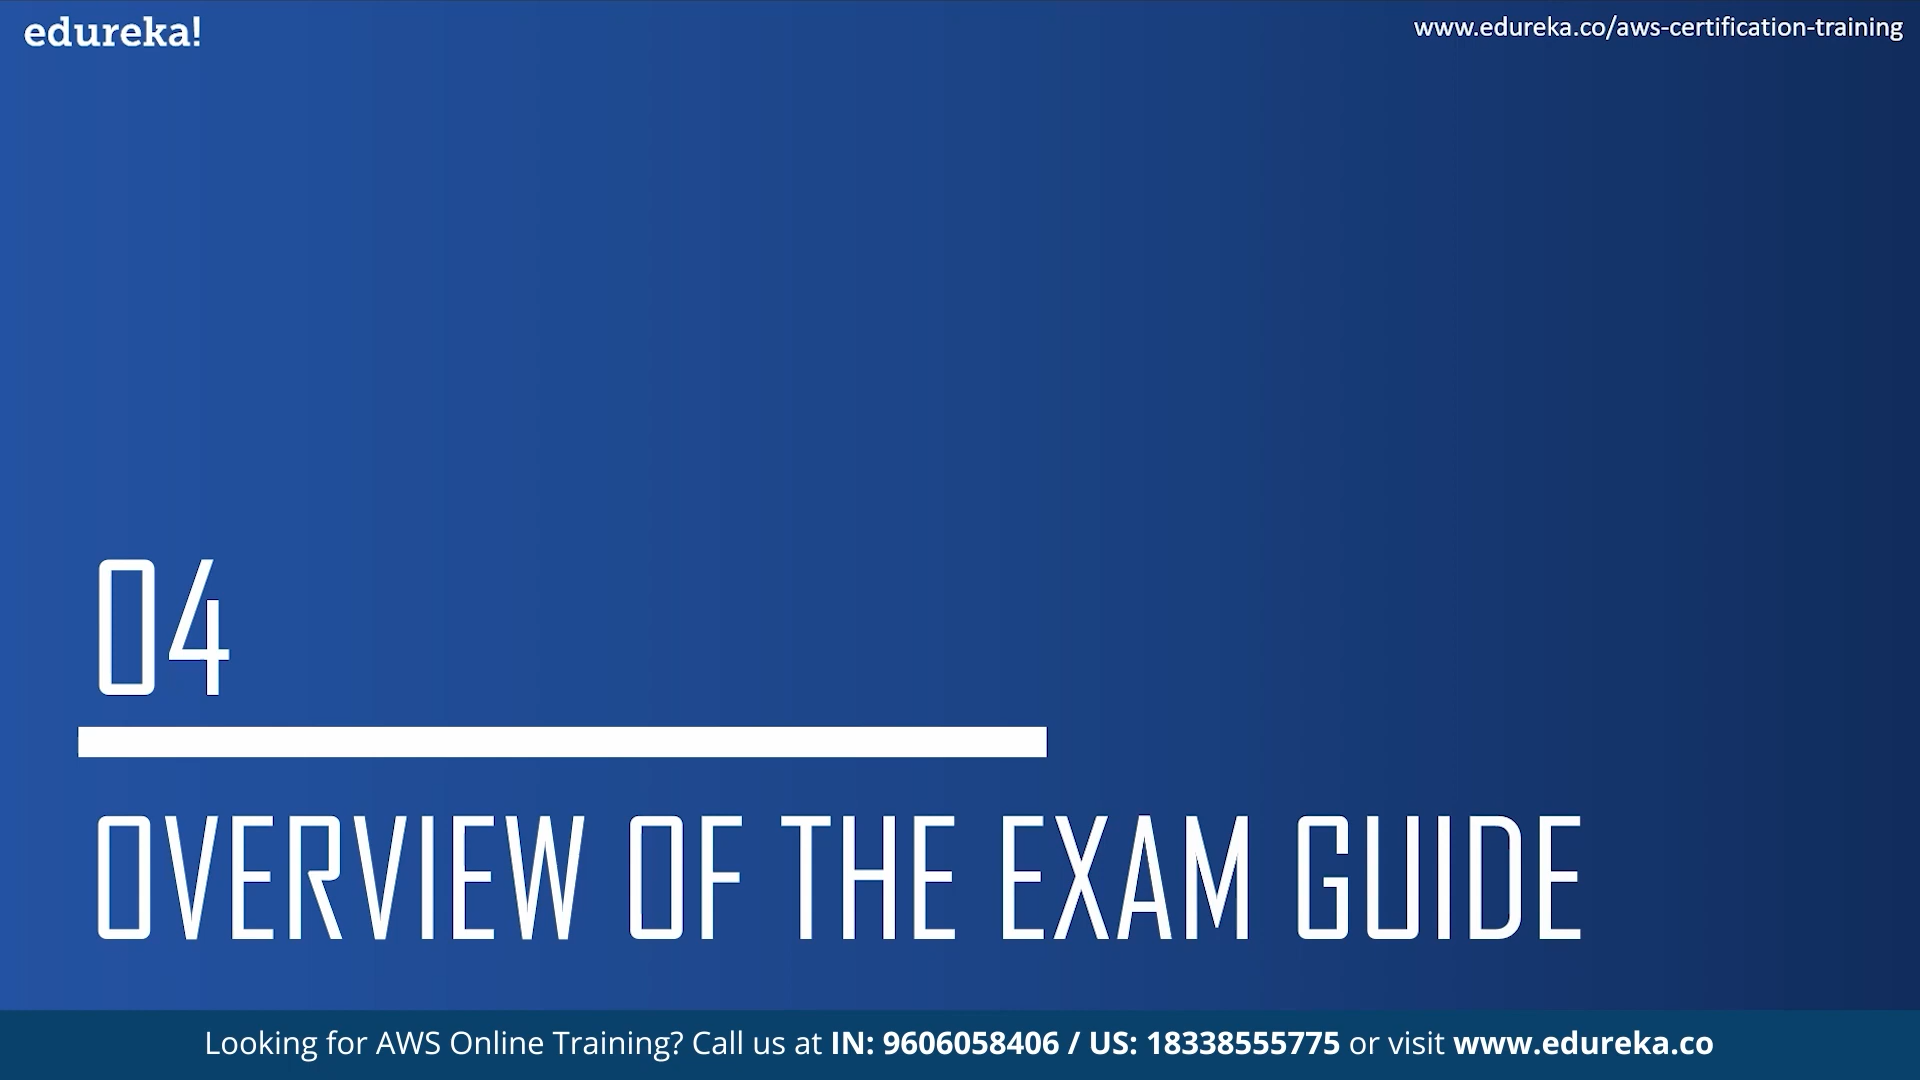 edureka!
www.edureka.co/aws-certification-training
04
OVERVIEW OF THE EXAM GUIDE
Looking for AWS Online Training? Call us at IN: 9606058406 / US: 18338555775 or visit www.edureka.co